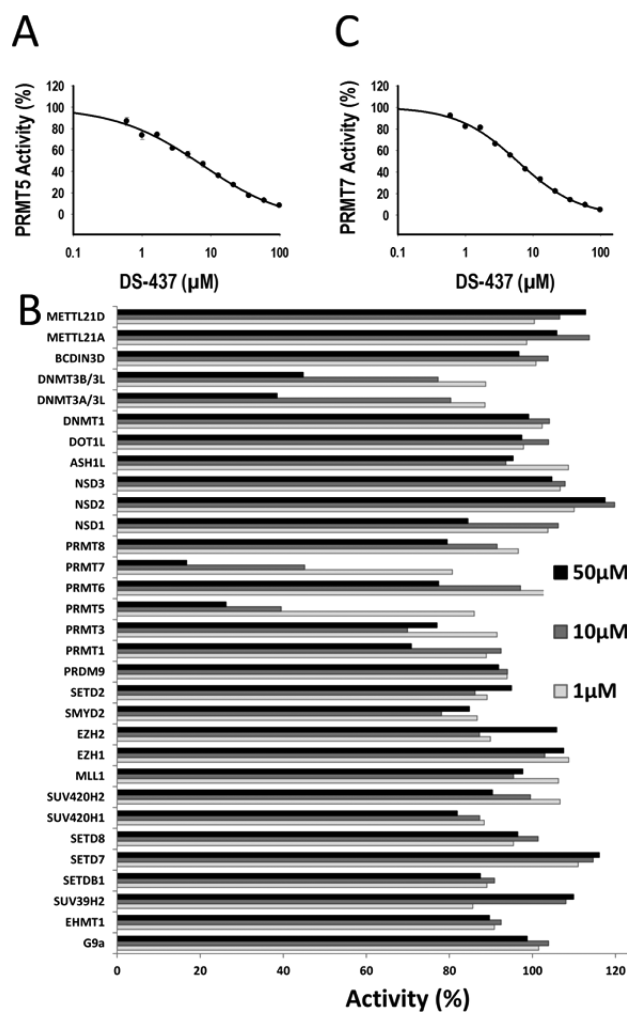 A
C
120
100
80
60
40
20
0
PRMT5 Activity (%)
0.1 1 10 100
DS-437 (µM)
120
100
80
60
40
20
0
PRMT7 Activity (%)
0.1 1 10 100
DS-437 (µM)
B
METTL21D
METTL21A
BCDIN3D
DNMT3B/3L
DNMT3A/3L
DNMT1
DOT1L
ASH1L
NSD3
NSD2
NSD1
PRMT8
PRMT7
PRMT6
PRMT5
PRMT3
PRMT1
PRDM9
SETD2
SMYD2
EZH2
EZH1
MLL1
SUV420H2
SUV420H1
SETD8
SETD7
SETDB1
SUV39H2
EHMT1
G9a
50µM
10µM
1µM
0 20 40 60 80 100 120
Activity (%)